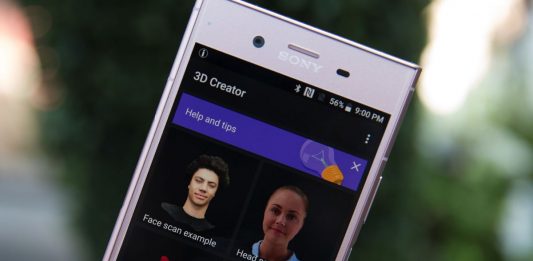 SONY
56% 9:00 PM
3D Creator
Help and tips
Face scan example
Head